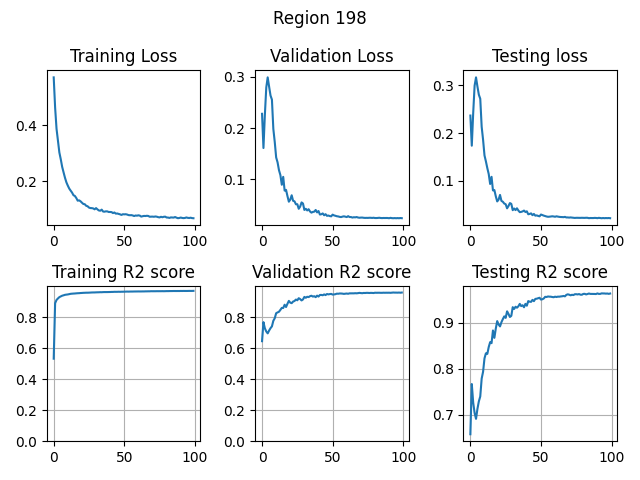 Region 198
Training Loss
0.4
0.2
0 50 100
Validation Loss
0.3
0.2
0.1
0 50 100
Testing loss
0.3
0.2
0.1
0 50 100
Training R2 score
0.8
0.6
0.4
0.2
0.0
0 50 100
Validation R2 score
0.8
0.6
0.4
0.2
0.0
0 50 100
Testing R2 score
0.9
0.8
0.7
0 50 100